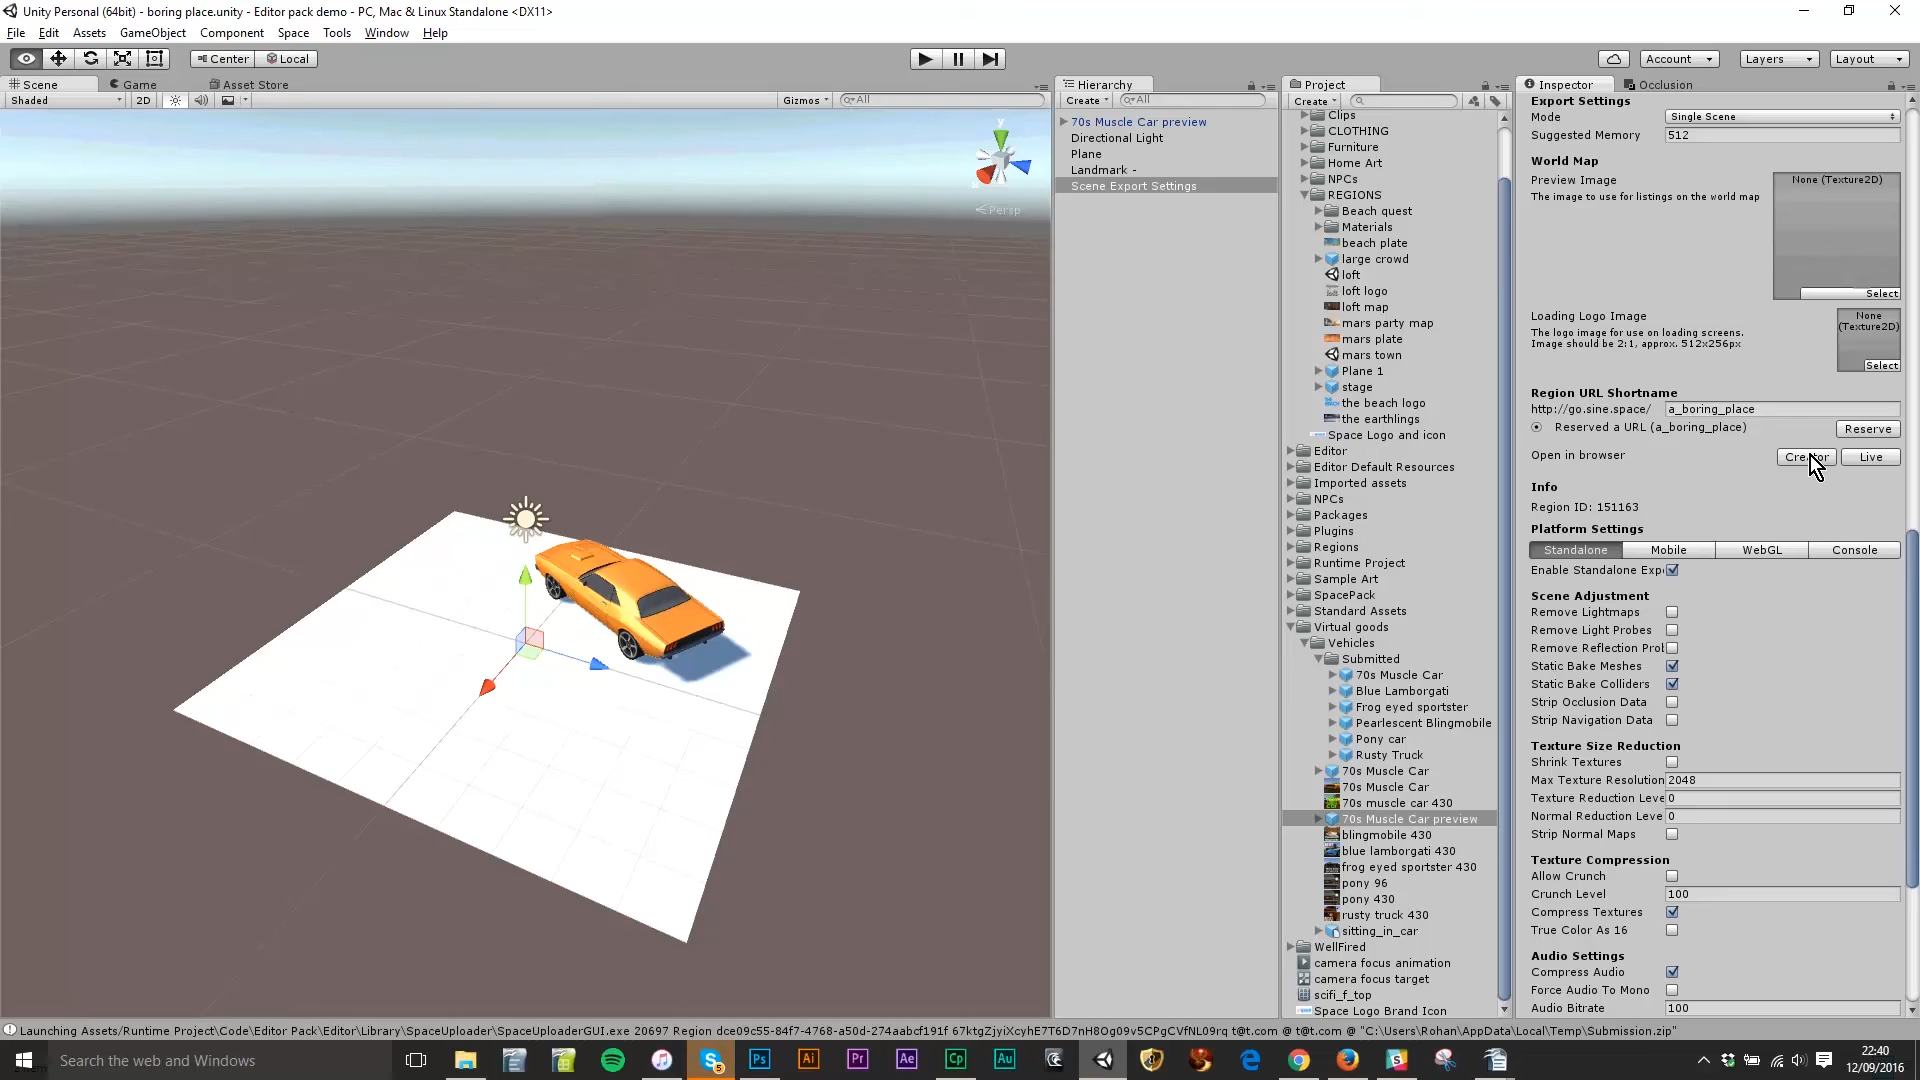 Unity Personal (64bit) - boring place.unity - Editor pack demo - PC, Mac & Linux Standalone <DX11>
File Edit Assets GameObject Component Space Tools Window Help
Center Local Account Layers Layout
Scene Game Asset Store
Shaded 2D Gizmos All
y
Persp
Hierarchy
Create All
70s Muscle Car preview
Directional Light
Plane
Landmark -
Scene Export Settings
Project
Create
Clips
CLOTHING
Furniture
Home Art
NPCs
REGIONS
Beach quest
Materials
beach plate
large crowd
loft
loft logo
loft map
mars party map
mars plate
mars town
Plane 1
stage
the beach logo
the earthlings
Space Logo and icon
Editor
Editor Default Resources
Imported assets
NPCs
Packages
Plugins
Regions
Runtime Project
Sample Art
SpacePack
Standard Assets
Virtual goods
Vehicles
Submitted
70s Muscle Car
Blue Lamborgati
Frog eyed sportster
Pearlescent Blingmobile
Pony car
Rusty Truck
70s Muscle Car
70s Muscle Car
70s muscle car 430
70s Muscle Car preview
blingmobile 430
blue lamborgati 430
frog eyed sportster 430
pony 96
pony 430
rusty truck 430
sitting_in_car
WellFired
camera focus animation
camera focus target
scifi_f_top
Space Logo Brand Icon
Inspector Occlusion
Export Settings
Mode Single Scene
Suggested Memory 512
World Map
Preview Image None (Texture2D)
The image to use for listings on the world map
Select
Loading Logo Image None (Texture2D)
The logo image for use on loading screens.
Image should be 2:1, approx. 512x256px
Select
Region URL Shortname
http://go.sine.space/ a_boring_place
Reserved a URL (a_boring_place) Reserve
Open in browser Creator Live
Info
Region ID: 151163
Platform Settings
Standalone Mobile WebGL Console
Enable Standalone Exp
Scene Adjustment
Remove Lightmaps
Remove Light Probes
Remove Reflection Prob
Static Bake Meshes
Static Bake Colliders
Strip Occlusion Data
Strip Navigation Data
Texture Size Reduction
Shrink Textures
Max Texture Resolution 2048
Texture Reduction Leve 0
Normal Reduction Leve 0
Strip Normal Maps
Texture Compression
Allow Crunch
Crunch Level 100
Compress Textures
True Color As 16
Audio Settings
Compress Audio
Force Audio To Mono
Audio Bitrate 100
Launching Assets/Runtime Project\Code\Editor Pack\Editor\Library\SpaceUploader\SpaceUploaderGUI.exe 20697 Region dce09c55-84f7-4768-a50d-274aabcf191f 67ktgZjyiXcyhE7T6D7nH8Og09v5CPgCVfNL09rq t@t.com @ t@t.com @ "C:\Users\Rohan\AppData\Local\Temp\Submission.zip"
Search the web and Windows
5 Ps Ai Pr Ae Cp Au
22:40
12/09/2016